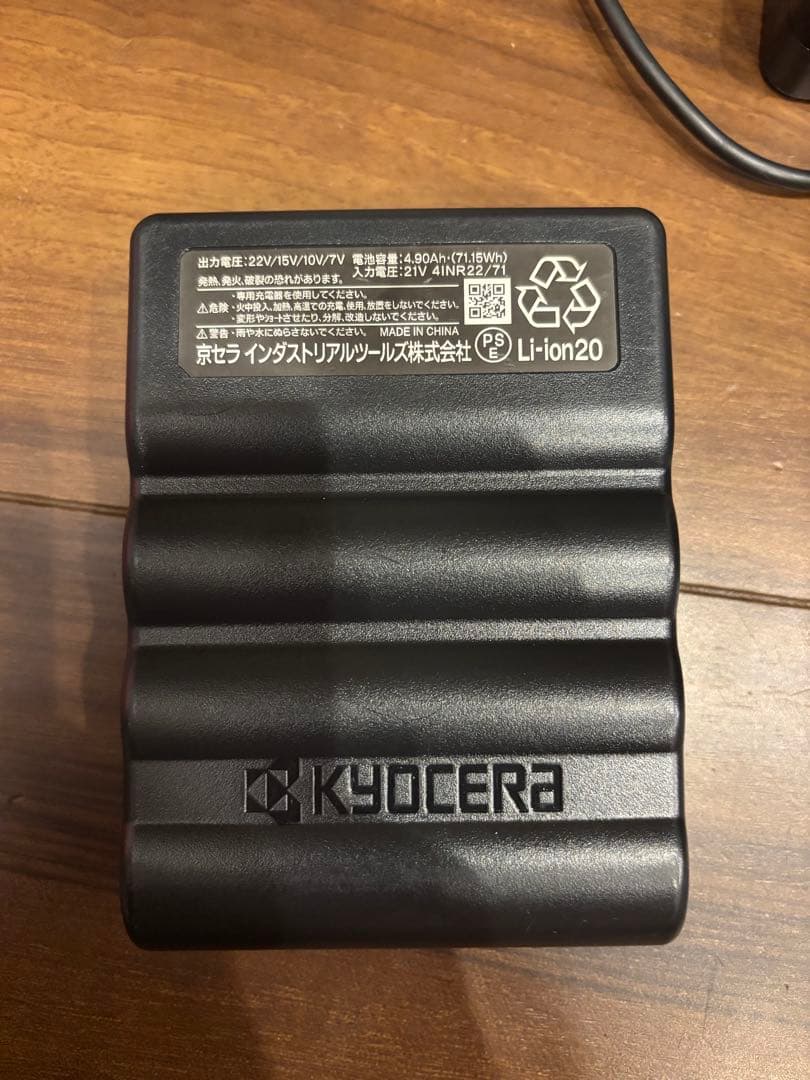 出力電圧:22V/15V/10V/7V 電池容量:4.90Ah・(71.15Wh)
発熱、発火、破裂の恐れがあります。 入力電圧:21V 4INR22/71
・専用充電器を使用してください。
⚠危険・火中投入、加熱、高温での充電、使用、放置をしないでください。
・変形やショートさせたり、分解、改造しないでください。
⚠警告・雨や水にぬらさないでください。 MADE IN CHINA
京セラ インダストリアルツールズ株式会社 PSE Li-ion20
KYOCERA